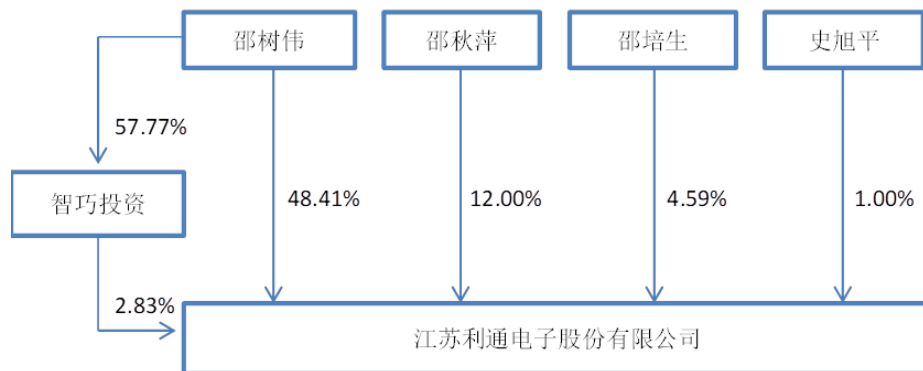 邵树伟
邵秋萍
邵培生
史旭平
57.77%
智巧投资
48.41%
12.00%
4.59%
1.00%
2.83%
江苏利通电子股份有限公司